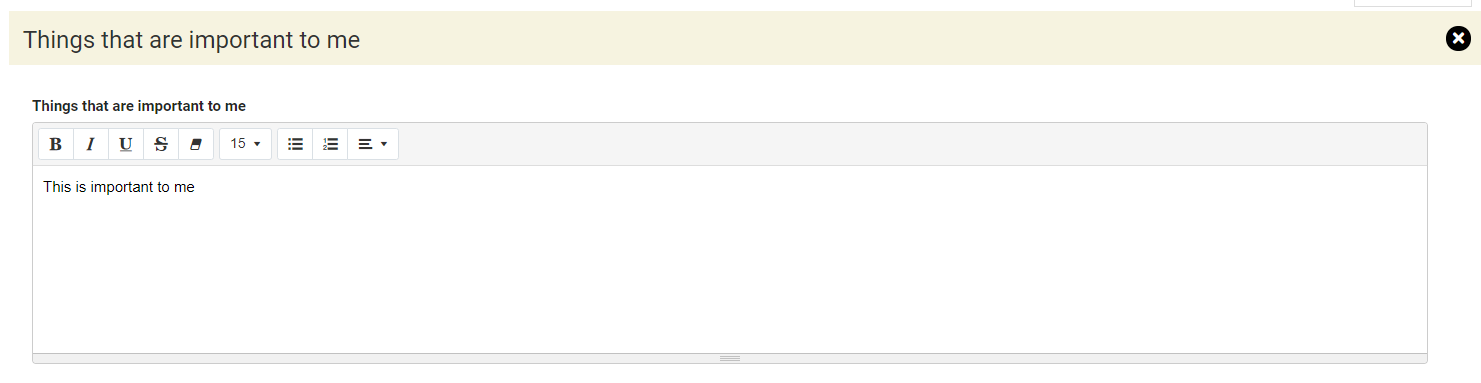 Things that are important to me
Things that are important to me
B I U S 15
This is important to me